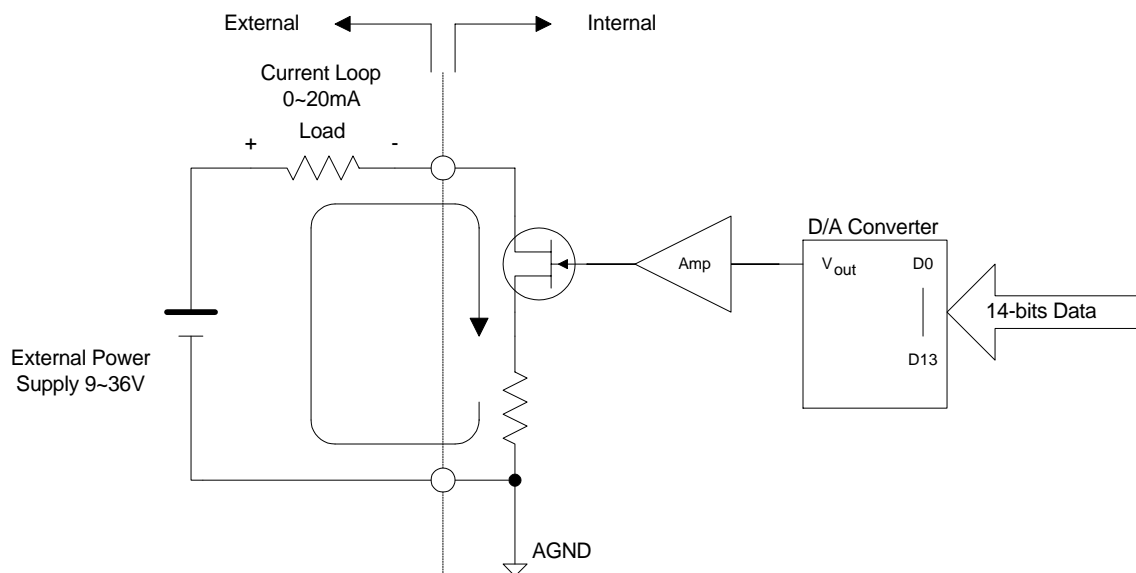 External
Internal
Current Loop
0~20mA
Load
+
-
D/A Converter
Vout
D0
Amp
14-bits Data
D13
External Power
Supply 9~36V
AGND